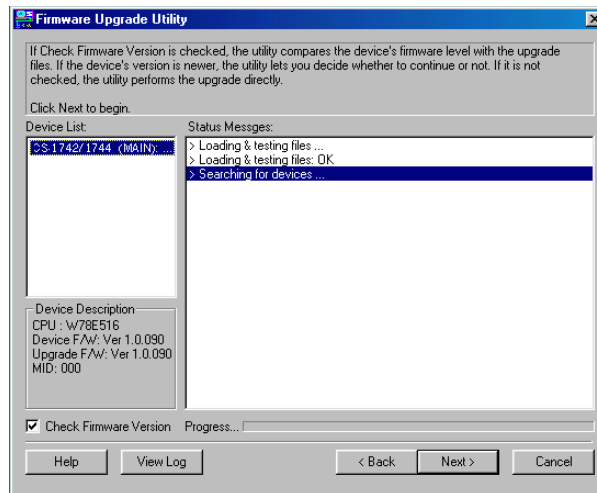 Firmware Upgrade Utility
If Check Firmware Version is checked, the utility compares the device's firmware level with the upgrade
files. If the device's version is newer, the utility lets you decide whether to continue or not. If it is not
checked, the utility performs the upgrade directly.
Click Next to begin.
Device List:
Status Messges:
CS-1742/1744 (MAIN): ...
> Loading & testing files ...
> Loading & testing files: OK
> Searching for devices ...
Device Description
CPU : W78E516
Device F/W: Ver 1.0.090
Upgrade F/W: Ver 1.0.090
MID: 000
Check Firmware Version
Progress...
Help
View Log
< Back
Next >
Cancel